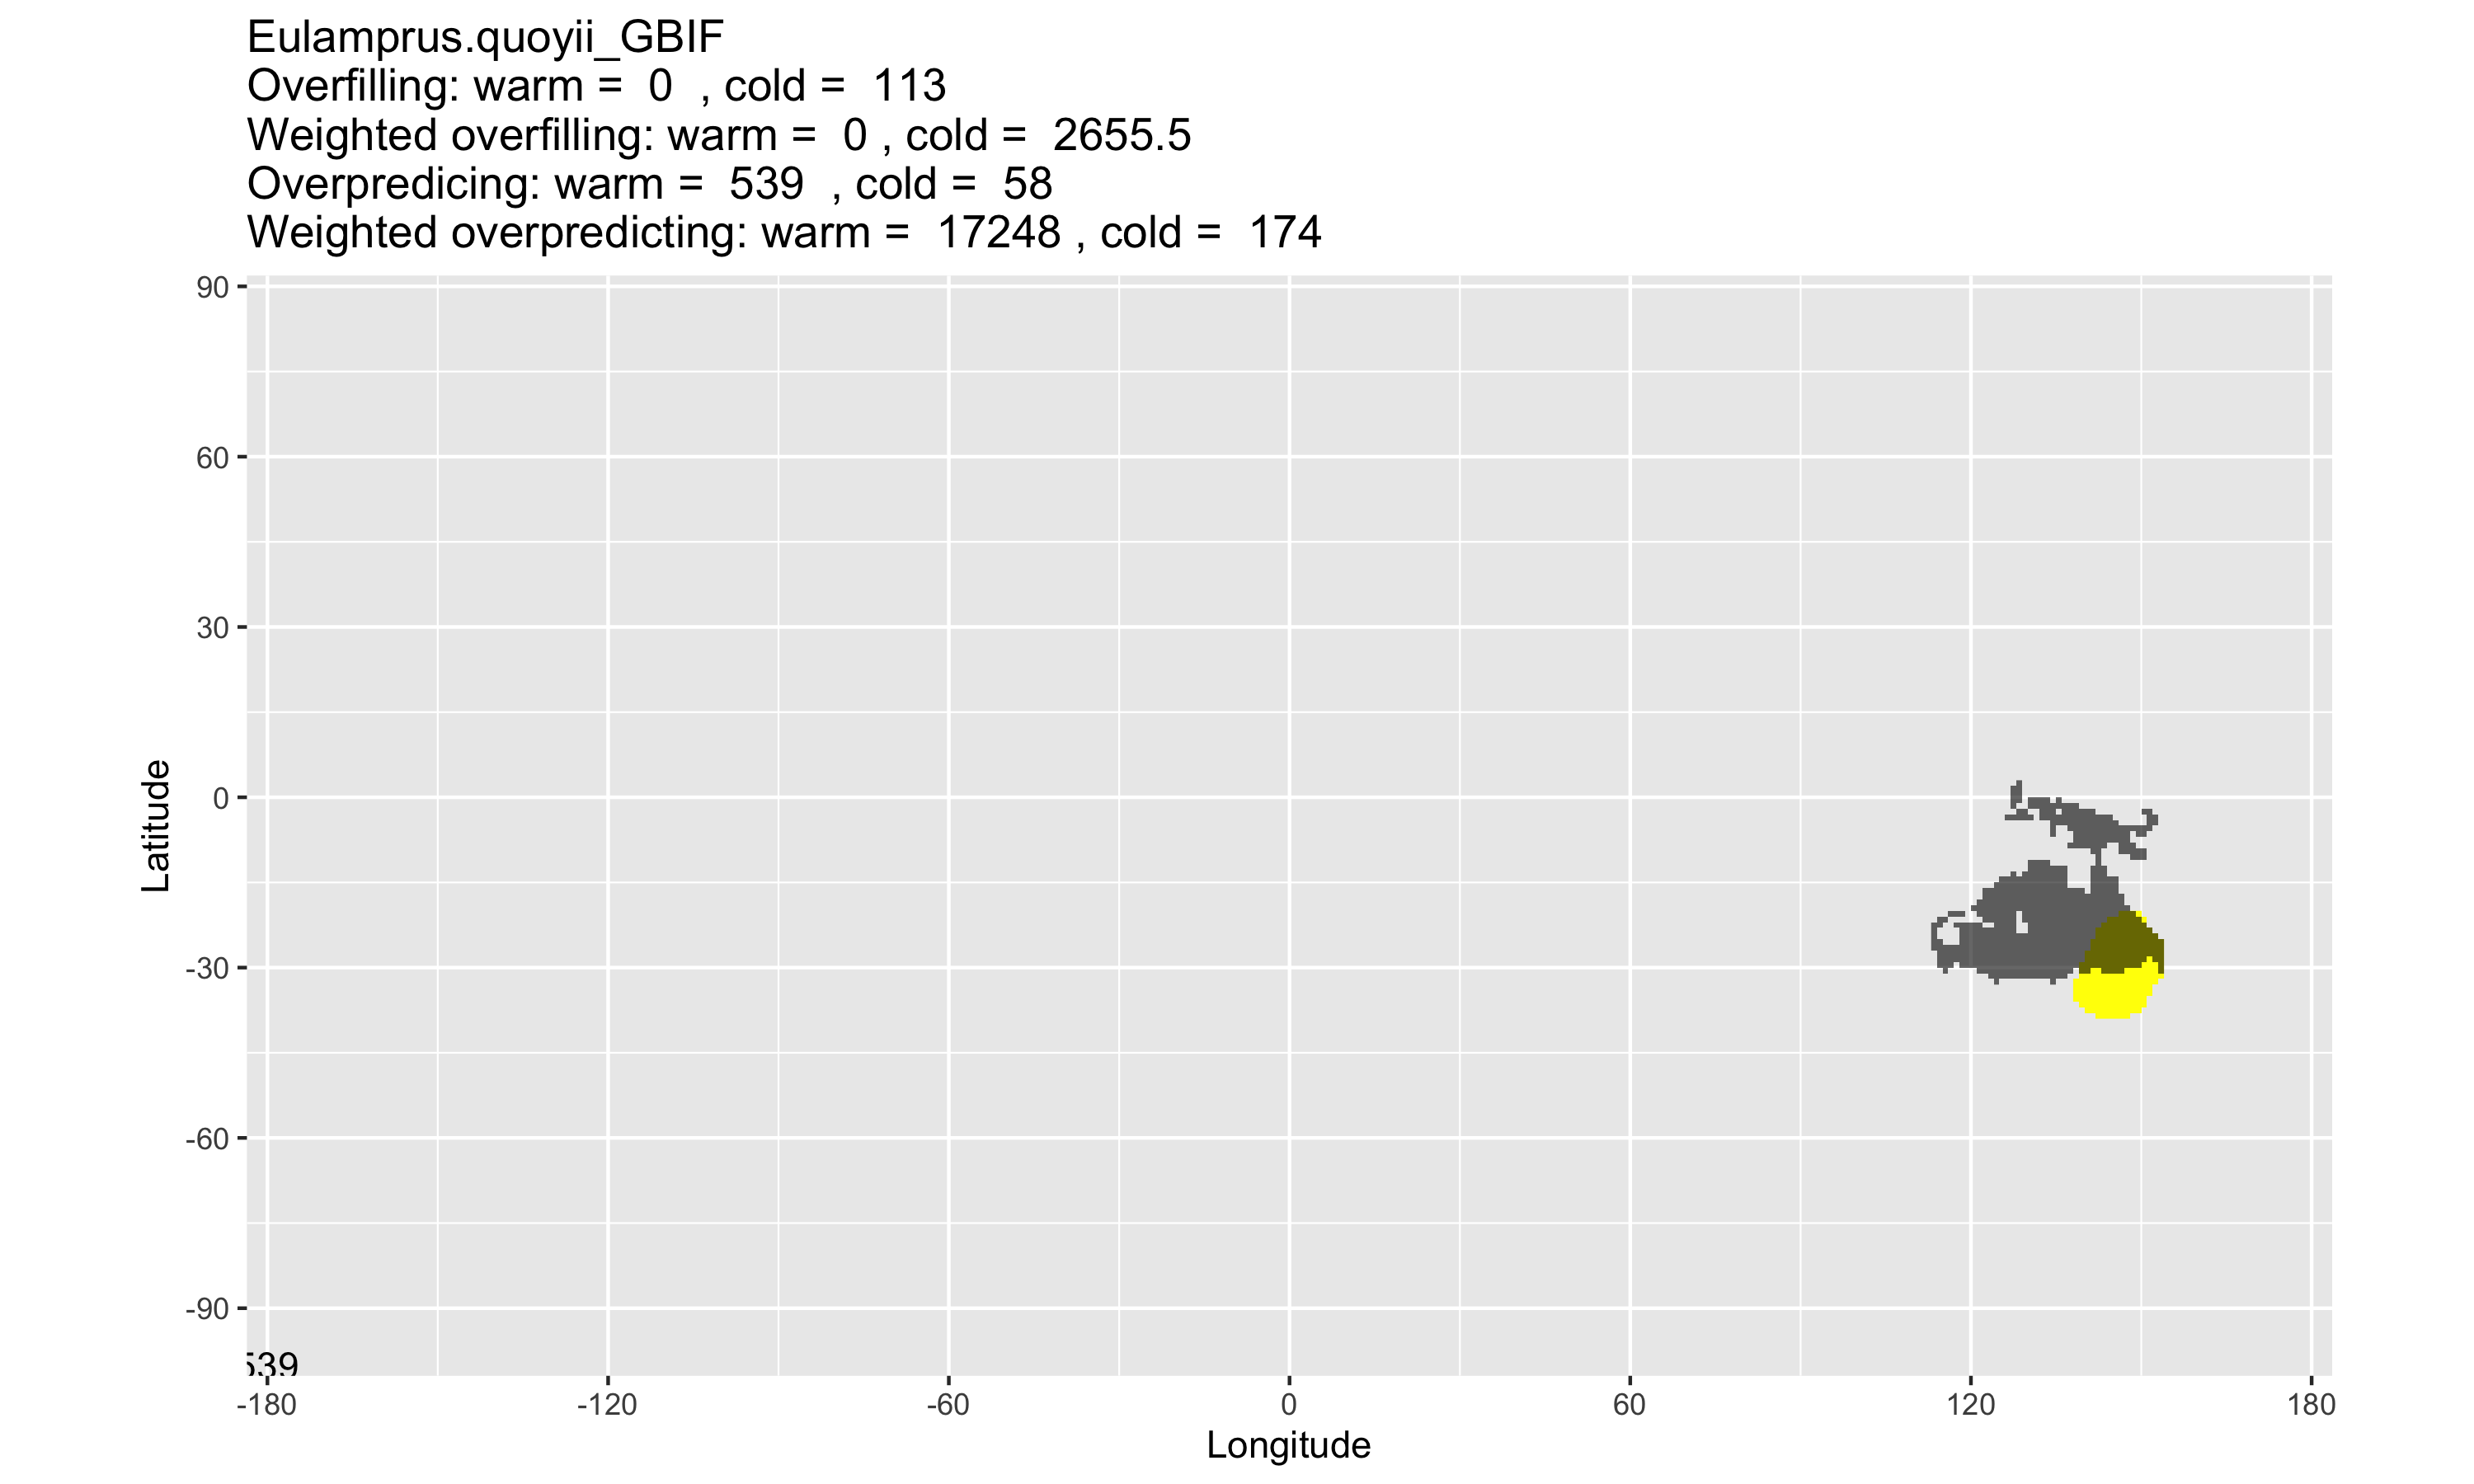 Eulamprus.quoyii_GBIF
Overfilling: warm = 0 , cold = 113
Weighted overfilling: warm = 0 , cold = 2655.5
Overpredicing: warm = 539 , cold = 58
Weighted overpredicting: warm = 17248 , cold = 174
90
60
30
0
-30
-60
-90
Latitude
539
-180
-120
-60
0
60
120
180
Longitude